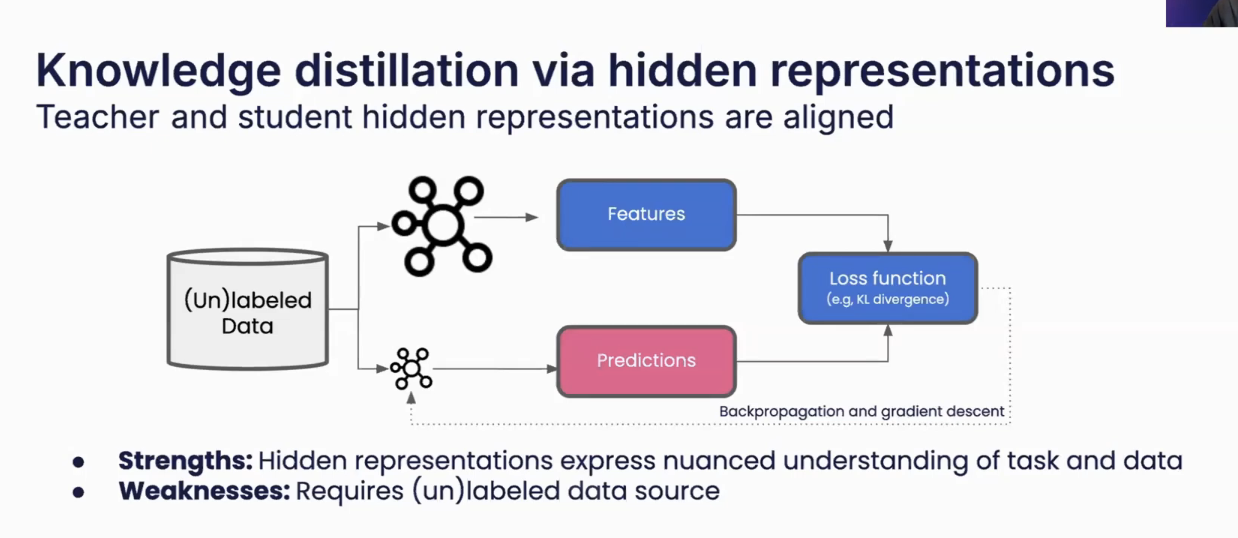 Knowledge distillation via hidden representations
Teacher and student hidden representations are aligned
Features
(Un)labeled
Data
Loss function
(e.g, KL divergence)
Predictions
Backpropagation and gradient descent
● Strengths: Hidden representations express nuanced understanding of task and data
● Weaknesses: Requires (un)labeled data source